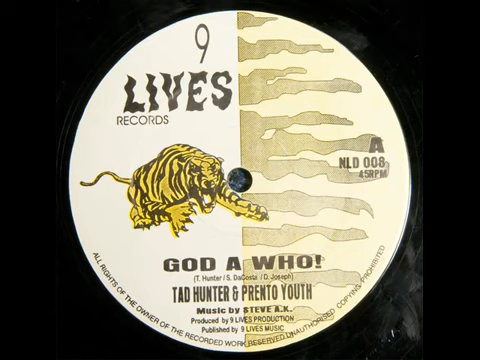 9
LIVES
RECORDS
A
NLD 008
45RPM
GOD A WHO!
(T. Hunter/S. DaCosta/D. Joseph)
TAD HUNTER & PRENTO YOUTH
Music by STEVE A.K.
Produced by 9 LIVES PRODUCTION
Published by 9 LIVES MUSIC
ALL RIGHTS OF THE OWNER OF THE RECORDED WORK RESERVED.UNAUTHORISED COPYING PROHIBITED